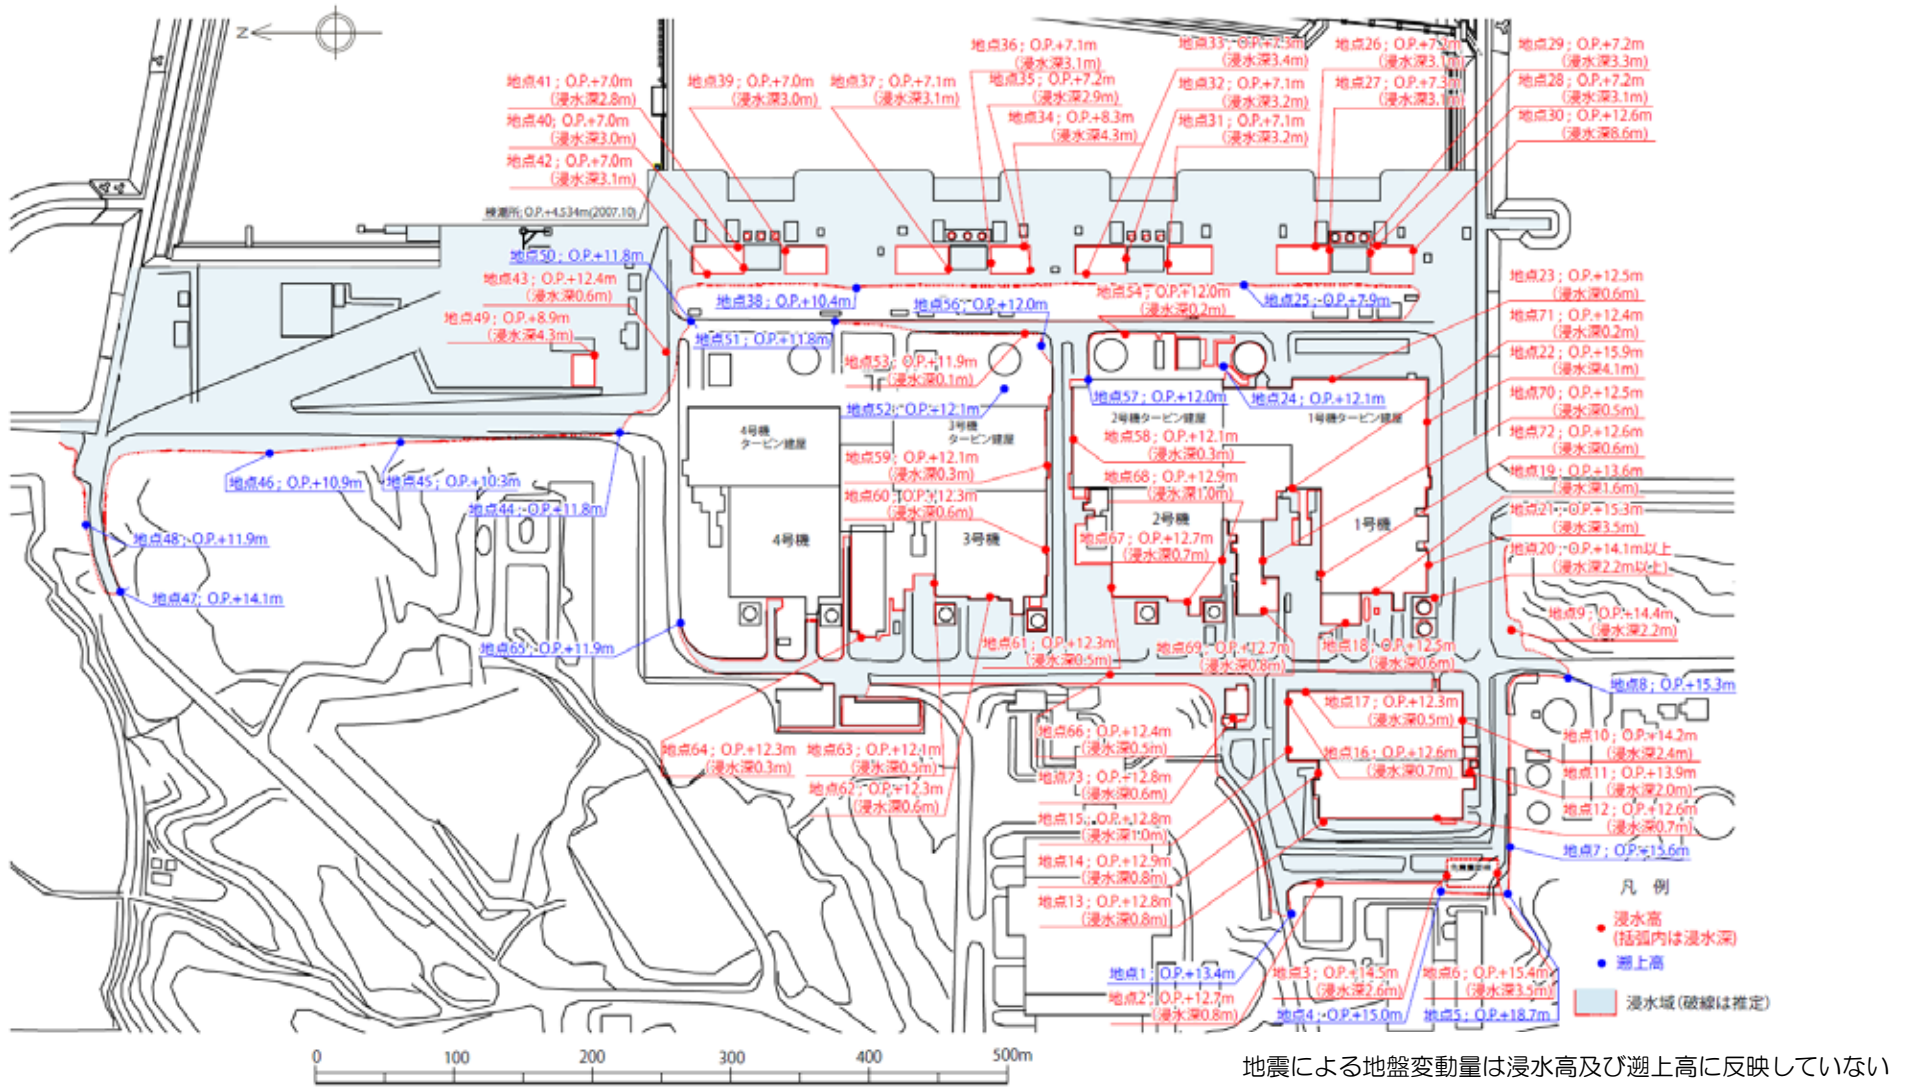 N
地点41 ; O.P.+7.0m
(浸水深2.8m)
地点40; O.P.+7.0m
(浸水深3.0m)
地点42 ; O.P.+7.0m
(浸水深3.1m)
検潮所; O.P.+4.534m(2007.10)
地点39 ; O.P.+7.0m
(浸水深3.0m)
地点37 ; O.P.+7.1m
(浸水深3.1m)
地点36 ; O.P.+7.1m
(浸水深3.1m)
地点35 ; O.P.+7.2m
(浸水深2.9m)
地点34 ; O.P.+8.3m
(浸水深4.3m)
地点33 ; O.P.+7.3m
(浸水深3.4m)
地点32 ; O.P.+7.1m
(浸水深3.2m)
地点31 ; O.P.+7.1m
(浸水深3.2m)
地点26 ; O.P.+7.2m
(浸水深3.1m)
地点27 ; O.P.+7.3m
(浸水深3.1m)
地点29 ; O.P.+7.2m
(浸水深3.3m)
地点28 ; O.P.+7.2m
(浸水深3.1m)
地点30 ; O.P.+12.6m
(浸水深8.6m)
地点50 ; O.P.+11.8m
地点43 ; O.P.+12.4m
(浸水深0.6m)
地点49 ; O.P.+8.9m
(浸水深4.3m)
地点38 ; O.P.+10.4m
地点56 ; O.P.+12.0m
地点54 ; O.P.+12.0m
(浸水深0.2m)
地点25 ; O.P.+7.9m
地点51 ; O.P.+11.8m
地点53 ; O.P.+11.9m
(浸水深0.1m)
地点52 ; O.P.+12.1m
地点57 ; O.P.+12.0m
地点24 ; O.P.+12.1m
地点23 ; O.P.+12.5m
(浸水深0.6m)
地点71 ; O.P.+12.4m
(浸水深0.2m)
地点22 ; O.P.+15.9m
(浸水深4.1m)
地点70 ; O.P.+12.5m
(浸水深0.5m)
地点72 ; O.P.+12.6m
(浸水深0.6m)
地点19 ; O.P.+13.6m
(浸水深1.6m)
地点21 ; O.P.+15.3m
(浸水深3.5m)
地点20 ; O.P.+14.1m以上
(浸水深2.2m以上)
地点9 ; O.P.+14.4m
(浸水深2.2m)
4号機
タービン建屋
3号機
タービン建屋
2号機タービン建屋
1号機タービン建屋
地点58 ; O.P.+12.1m
(浸水深0.3m)
地点59 ; O.P.+12.1m
(浸水深0.3m)
地点68 ; O.P.+12.9m
(浸水深1.0m)
地点60 ; O.P.+12.3m
(浸水深0.6m)
地点67 ; O.P.+12.7m
(浸水深0.7m)
4号機
3号機
2号機
1号機
地点46 ; O.P.+10.9m
地点45 ; O.P.+10.3m
地点44 ; O.P.+11.8m
地点48 ; O.P.+11.9m
地点47; O.P.+14.1m
地点65 ; O.P.+11.9m
地点61 ; O.P.+12.3m
(浸水深0.5m)
地点69 ; O.P.+12.7m
(浸水深0.8m)
地点18 ; O.P.+12.5m
(浸水深0.6m)
地点8 ; O.P.+15.3m
地点17 ; O.P.+12.3m
(浸水深0.5m)
地点16 ; O.P.+12.6m
(浸水深0.7m)
地点10 ; O.P.+14.2m
(浸水深2.4m)
地点11 ; O.P.+13.9m
(浸水深2.0m)
地点12 ; O.P.+12.6m
(浸水深0.7m)
地点7 ; O.P.+15.6m
地点64 ; O.P.+12.3m
(浸水深0.3m)
地点63 ; O.P.+12.1m
(浸水深0.5m)
地点62 ; O.P.+12.3m
(浸水深0.6m)
地点66 ; O.P.+12.4m
(浸水深0.5m)
地点73 ; O.P.+12.8m
(浸水深0.6m)
地点15 ; O.P.+12.8m
(浸水深1.0m)
地点14 ; O.P.+12.9m
(浸水深0.8m)
地点13 ; O.P.+12.8m
(浸水深0.8m)
地点1 ; O.P.+13.4m
地点2 ; O.P.+12.7m
(浸水深0.8m)
地点3 ; O.P.+14.5m
(浸水深2.6m)
地点4 ; O.P.+15.0m
地点6 ; O.P.+15.4m
(浸水深3.5m)
地点5 ; O.P.+18.7m
凡 例
浸水高
(括弧内は浸水深)
遡上高
浸水域(破線は推定)
0 100 200 300 400 500m
地震による地盤変動量は浸水高及び遡上高に反映していない